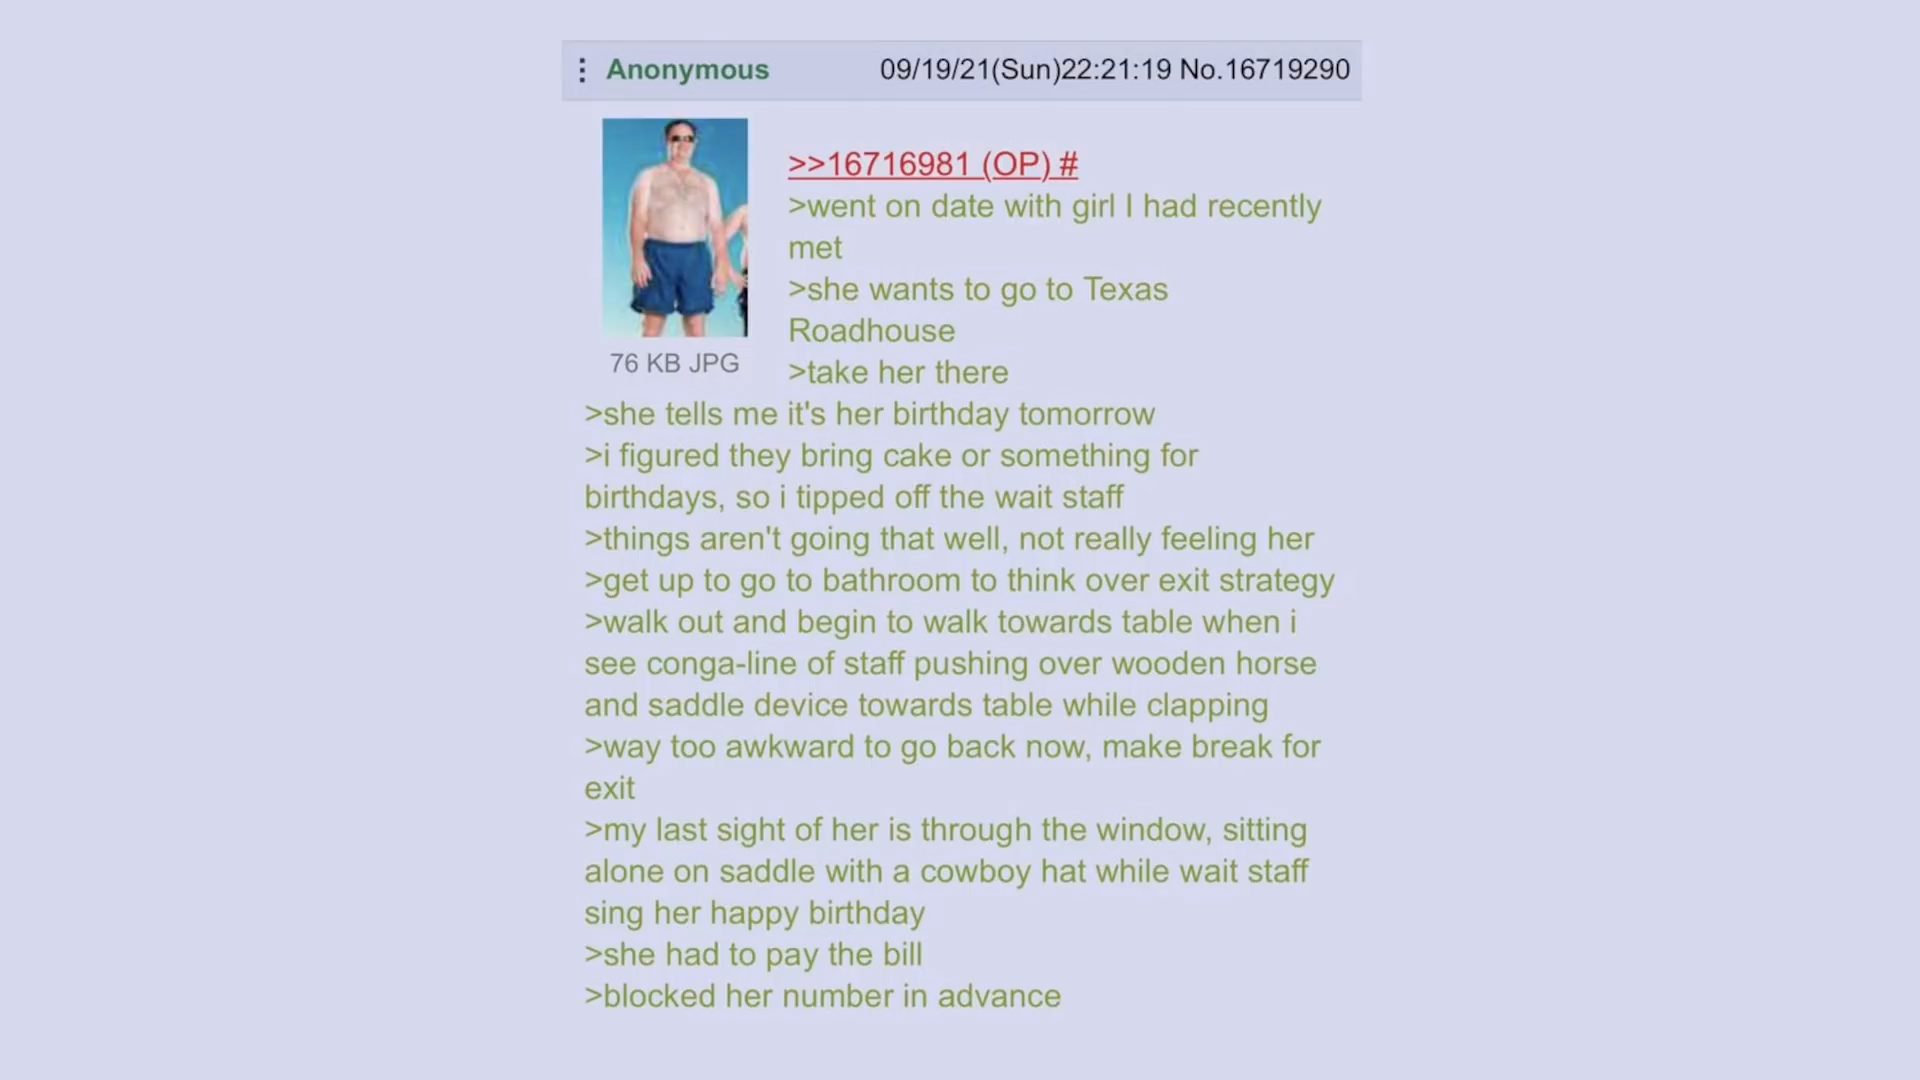 Anonymous 09/19/21(Sun)22:21:19 No.16719290
>>16716981 (OP) #
>went on date with girl I had recently
met
>she wants to go to Texas
Roadhouse
76 KB JPG
>take her there
>she tells me it's her birthday tomorrow
>i figured they bring cake or something for
birthdays, so i tipped off the wait staff
>things aren't going that well, not really feeling her
>get up to go to bathroom to think over exit strategy
>walk out and begin to walk towards table when i
see conga-line of staff pushing over wooden horse
and saddle device towards table while clapping
>way too awkward to go back now, make break for
exit
>my last sight of her is through the window, sitting
alone on saddle with a cowboy hat while wait staff
sing her happy birthday
>she had to pay the bill
>blocked her number in advance